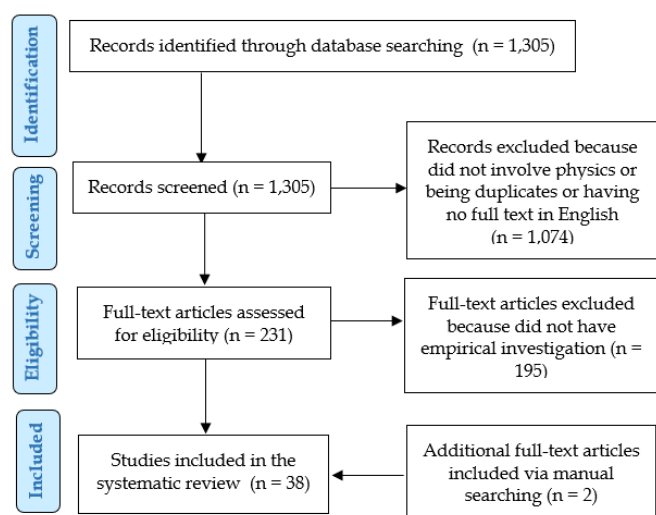 Identification
Records identified through database searching (n = 1,305)
Screening
Records screened (n = 1,305)
Records excluded because
did not involve physics or
being duplicates or having
no full text in English
(n = 1,074)
Eligibility
Full-text articles assessed
for eligibility (n = 231)
Full-text articles excluded
because did not have
empirical investigation (n =
195)
Included
Studies included in the
systematic review (n = 38)
Additional full-text articles
included via manual
searching (n = 2)